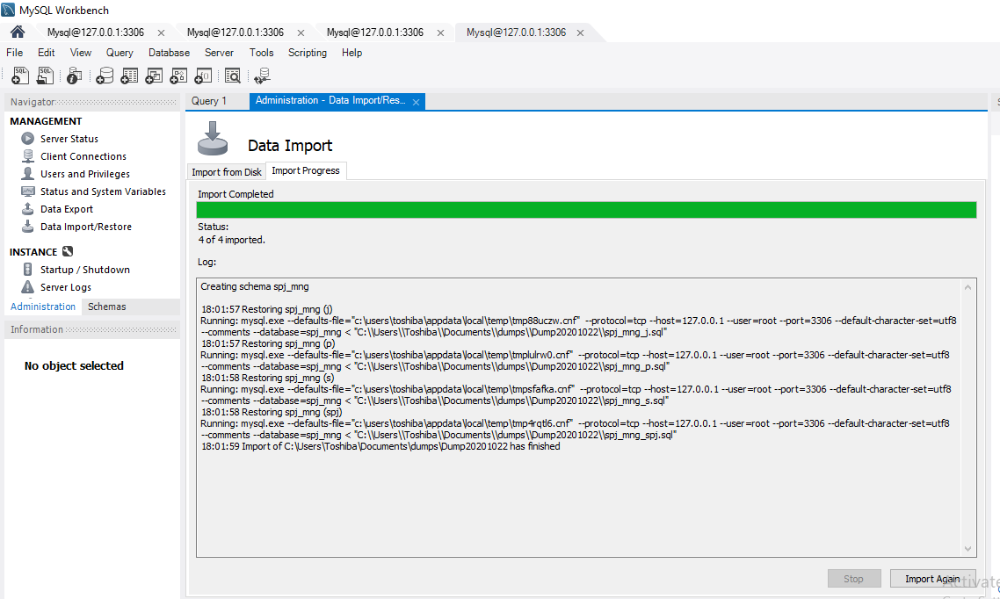 MySQL Workbench
Mysql@127.0.0.1:3306
Mysql@127.0.0.1:3306
Mysql@127.0.0.1:3306
Mysql@127.0.0.1:3306
File Edit View Query Database Server Tools Scripting Help
SQL SQL
Navigator
MANAGEMENT
Server Status
Client Connections
Users and Privileges
Status and System Variables
Data Export
Data Import/Restore
INSTANCE
Startup / Shutdown
Server Logs
Administration Schemas
Information
No object selected
Query 1
Administration - Data Import/Res...
Data Import
Import from Disk Import Progress
Import Completed
Status:
4 of 4 imported.
Log:
Creating schema spj_mng
18:01:57 Restoring spj_mng (j)
Running: mysql.exe --defaults-file="c:\users\toshiba\appdata\local\temp\tmp88uczw.cnf" --protocol=tcp --host=127.0.0.1 --user=root --port=3306 --default-character-set=utf8
--comments --database=spj_mng < "C:\\Users\\Toshiba\\Documents\\dumps\\Dump20201022\\spj_mng_j.sql"
18:01:57 Restoring spj_mng (p)
Running: mysql.exe --defaults-file="c:\users\toshiba\appdata\local\temp\tmplulrw0.cnf" --protocol=tcp --host=127.0.0.1 --user=root --port=3306 --default-character-set=utf8
--comments --database=spj_mng < "C:\\Users\\Toshiba\\Documents\\dumps\\Dump20201022\\spj_mng_p.sql"
18:01:58 Restoring spj_mng (s)
Running: mysql.exe --defaults-file="c:\users\toshiba\appdata\local\temp\tmpsfafka.cnf" --protocol=tcp --host=127.0.0.1 --user=root --port=3306 --default-character-set=utf8
--comments --database=spj_mng < "C:\\Users\\Toshiba\\Documents\\dumps\\Dump20201022\\spj_mng_s.sql"
18:01:58 Restoring spj_mng (spj)
Running: mysql.exe --defaults-file="c:\users\toshiba\appdata\local\temp\tmp4rqtl6.cnf" --protocol=tcp --host=127.0.0.1 --user=root --port=3306 --default-character-set=utf8
--comments --database=spj_mng < "C:\\Users\\Toshiba\\Documents\\dumps\\Dump20201022\\spj_mng_spj.sql"
18:01:59 Import of C:\Users\Toshiba\Documents\dumps\Dump20201022 has finished
Stop
Import Again
Activate